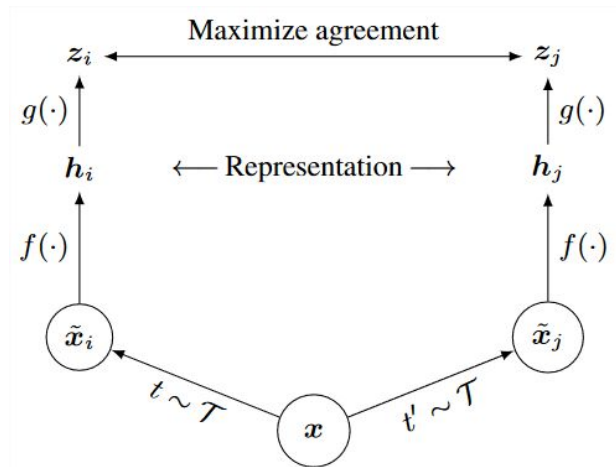 Maximize agreement
z_i z_j
g(·) g(·)
h_i ← Representation → h_j
f(·) f(·)
x̃_i x̃_j
t ∼ 𝒯 t′ ∼ 𝒯
x